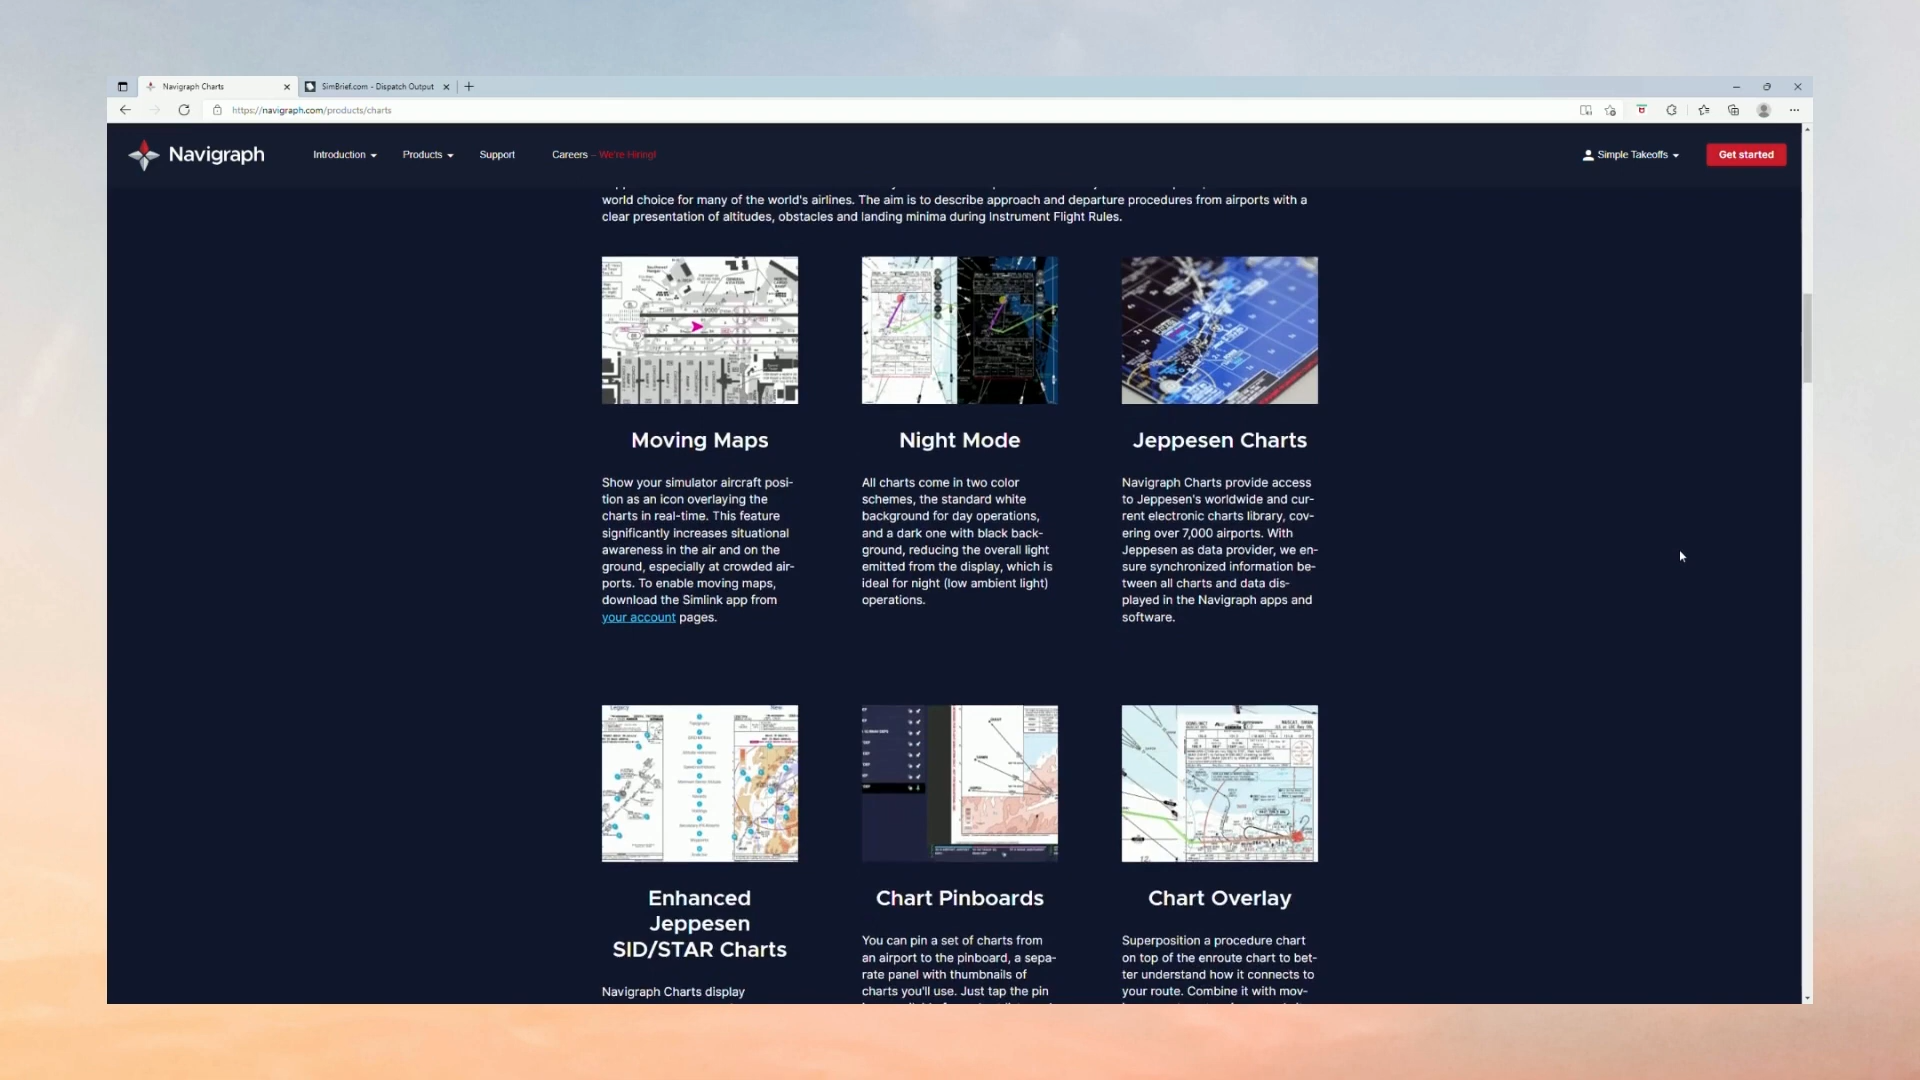 Navigraph Charts
SimBrief.com - Dispatch Output
https://navigraph.com/products/charts
Navigraph
Introduction
Products
Support
Careers – We're Hiring!
Simple Takeoffs
Get started
world choice for many of the world's airlines. The aim is to describe approach and departure procedures from airports with a
clear presentation of altitudes, obstacles and landing minima during Instrument Flight Rules.
Moving Maps
Show your simulator aircraft posi-
tion as an icon overlaying the
charts in real-time. This feature
significantly increases situational
awareness in the air and on the
ground, especially at crowded air-
ports. To enable moving maps,
download the Simlink app from
your account pages.
Night Mode
All charts come in two color
schemes, the standard white
background for day operations,
and a dark one with black back-
ground, reducing the overall light
emitted from the display, which is
ideal for night (low ambient light)
operations.
Jeppesen Charts
Navigraph Charts provide access
to Jeppesen's worldwide and cur-
rent electronic charts library, cov-
ering over 7,000 airports. With
Jeppesen as data provider, we en-
sure synchronized information be-
tween all charts and data dis-
played in the Navigraph apps and
software.
Legacy
New
Enhanced
Jeppesen
SID/STAR Charts
Navigraph Charts display
Chart Pinboards
You can pin a set of charts from
an airport to the pinboard, a sepa-
rate panel with thumbnails of
charts you'll use. Just tap the pin
Chart Overlay
Superposition a procedure chart
on top of the enroute chart to bet-
ter understand how it connects to
your route. Combine it with mov-